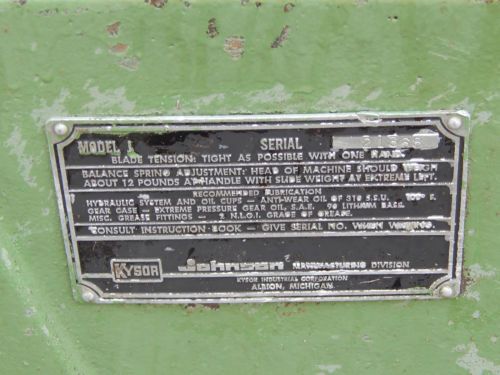 MODEL J SERIAL
BLADE TENSION: TIGHT AS POSSIBLE WITH ONE HAND.
BALANCE SPRING ADJUSTMENT: HEAD OF MACHINE SHOULD WEIGH
ABOUT 12 POUNDS AT HANDLE WITH SLIDE WEIGHT AT EXTREME LEFT.
RECOMMENDED LUBRICATION
HYDRAULIC SYSTEM AND OIL CUPS - ANTI-WEAR OIL OF 310 S.S.U. 100° F.
GEAR CASE - EXTREME PRESSURE GEAR OIL, S.A.E. 90 LITHIUM BASE.
MISC. GREASE FITTINGS - 2 N.L.G.I. GRADE OF GREASE.
CONSULT INSTRUCTION BOOK - GIVE SERIAL NO. WHEN WRITING.
KYSOR Johnson MANUFACTURING DIVISION
KYSOR INDUSTRIAL CORPORATION
ALBION, MICHIGAN